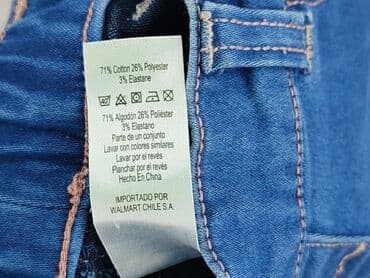 71% Cotton 26% Polyester
3% Elastane
71% Algodón 26% Poliéster
3% Elastano
Parte de un conjunto
Lavar con colores similares
Lavar por el revés
Planchar por el revés
Hecho En China
IMPORTADO POR
WALMART CHILE S.A.